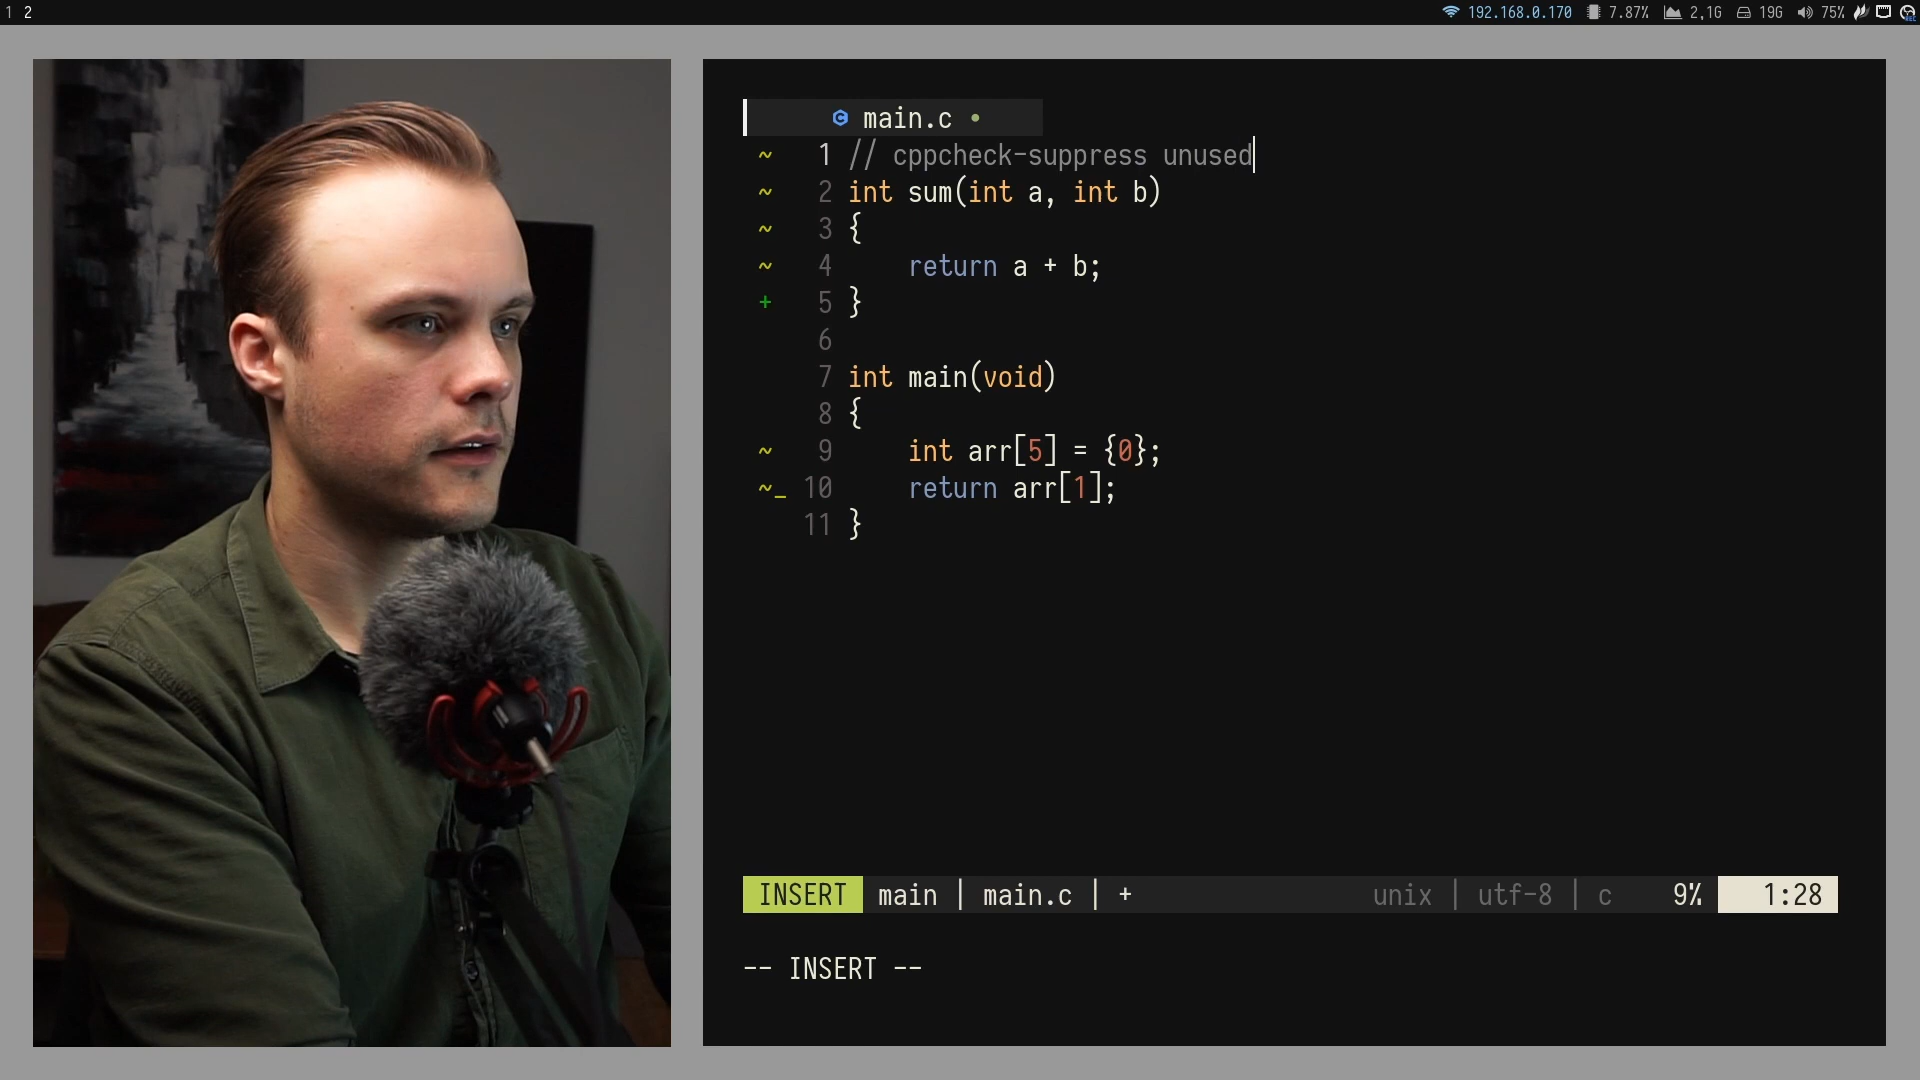 1 2 192.168.0.170 7.87% 2,1G 19G 75% REC
main.c •
~ 1 // cppcheck-suppress unused
~ 2 int sum(int a, int b)
~ 3 {
~ 4 return a + b;
+ 5 }
6
7 int main(void)
8 {
~ 9 int arr[5] = {0};
~_ 10 return arr[1];
11 }
INSERT main | main.c | + unix | utf-8 | c 9% 1:28
-- INSERT --